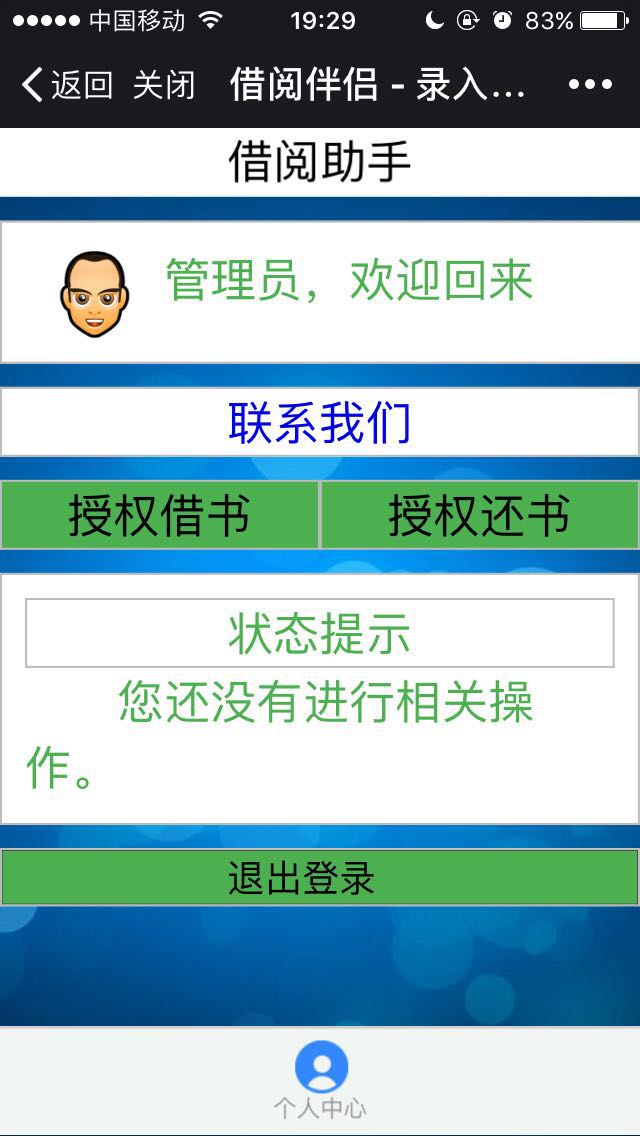 中国移动 19:29 83%
返回 关闭 借阅伴侣 - 录入...
借阅助手
管理员，欢迎回来
联系我们
授权借书 授权还书
状态提示
您还没有进行相关操
作。
退出登录
个人中心